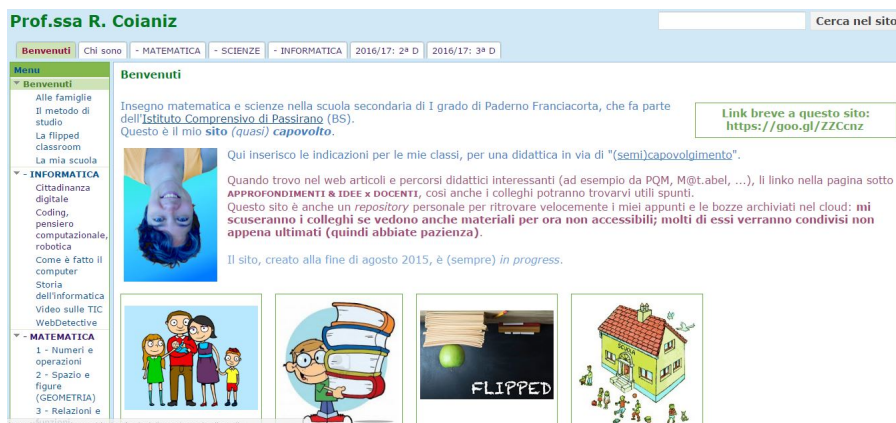 Prof.ssa R. Coianiz
Cerca nel sito
Benvenuti
Chi sono
- MATEMATICA
- SCIENZE
- INFORMATICA
2016/17: 2ª D
2016/17: 3ª D
Menu
Benvenuti
Alle famiglie
Il metodo di
studio
La flipped
classroom
La mia scuola
- INFORMATICA
Cittadinanza
digitale
Coding,
pensiero
computazionale,
robotica
Come è fatto il
computer
Storia
dell'informatica
Video sulle TIC
WebDetective
- MATEMATICA
1 - Numeri e
operazioni
2 - Spazio e
figure
(GEOMETRIA)
3 - Relazioni e
funzioni
Benvenuti
Insegno matematica e scienze nella scuola secondaria di I grado di Paderno Franciacorta, che fa parte
dell'Istituto Comprensivo di Passirano (BS).
Questo è il mio sito (quasi) capovolto.
Link breve a questo sito:
https://goo.gl/ZZCcnz
Qui inserisco le indicazioni per le mie classi, per una didattica in via di "(semi)capovolgimento".
Quando trovo nel web articoli e percorsi didattici interessanti (ad esempio da PQM, M@t.abel, ...), li linko nella pagina sotto
APPROFONDIMENTI & IDEE x DOCENTI, così anche i colleghi potranno trovarvi utili spunti.
Questo sito è anche un repository personale per ritrovare velocemente i miei appunti e le bozze archiviati nel cloud: mi
scuseranno i colleghi se vedono anche materiali per ora non accessibili; molti di essi verranno condivisi non
appena ultimati (quindi abbiate pazienza).
Il sito, creato alla fine di agosto 2015, è (sempre) in progress.
FLIPPED
SCUOLA